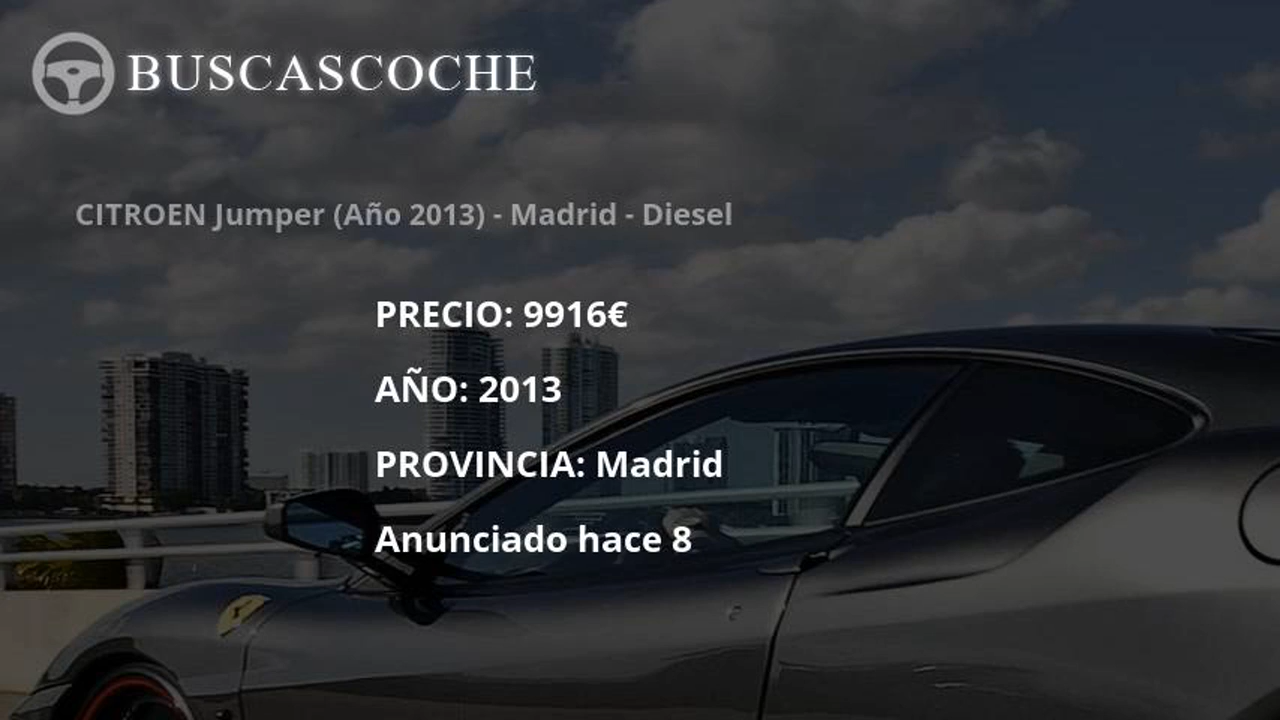 BUSCASCOCHE
CITROEN Jumper (Año 2013) - Madrid - Diesel
PRECIO: 9916€
AÑO: 2013
PROVINCIA: Madrid
Anunciado hace 8